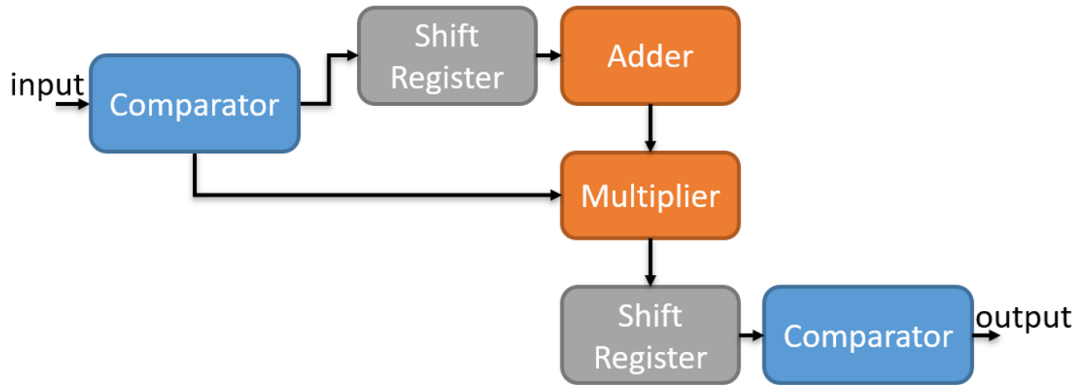 input
Comparator
Shift
Register
Adder
Multiplier
Shift
Register
Comparator
output